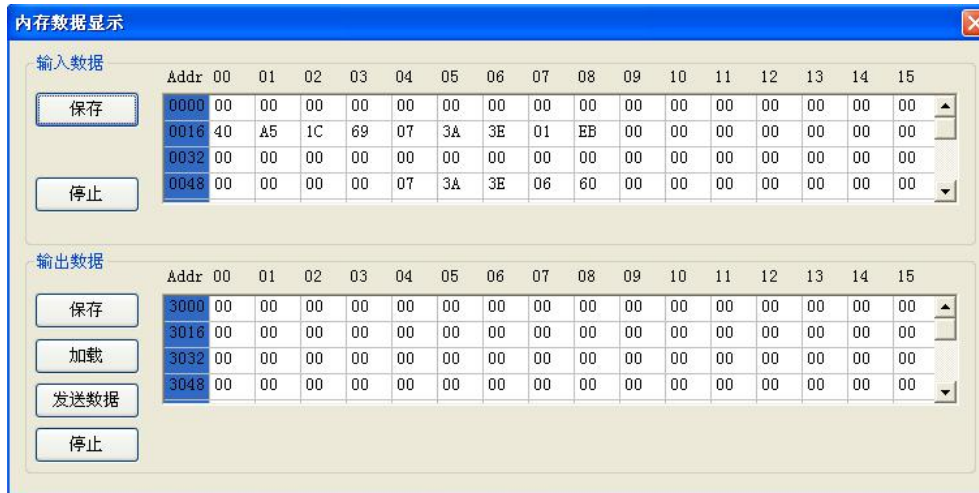 内存数据显示
输入数据
Addr 00 01 02 03 04 05 06 07 08 09 10 11 12 13 14 15
保存
0000 00 00 00 00 00 00 00 00 00 00 00 00 00 00 00 00
0016 40 A5 1C 69 07 3A 3E 01 EB 00 00 00 00 00 00 00
0032 00 00 00 00 00 00 00 00 00 00 00 00 00 00 00 00
停止
0048 00 00 00 00 07 3A 3E 06 60 00 00 00 00 00 00 00
输出数据
Addr 00 01 02 03 04 05 06 07 08 09 10 11 12 13 14 15
保存
3000 00 00 00 00 00 00 00 00 00 00 00 00 00 00 00 00
3016 00 00 00 00 00 00 00 00 00 00 00 00 00 00 00 00
加载
3032 00 00 00 00 00 00 00 00 00 00 00 00 00 00 00 00
3048 00 00 00 00 00 00 00 00 00 00 00 00 00 00 00 00
发送数据
停止